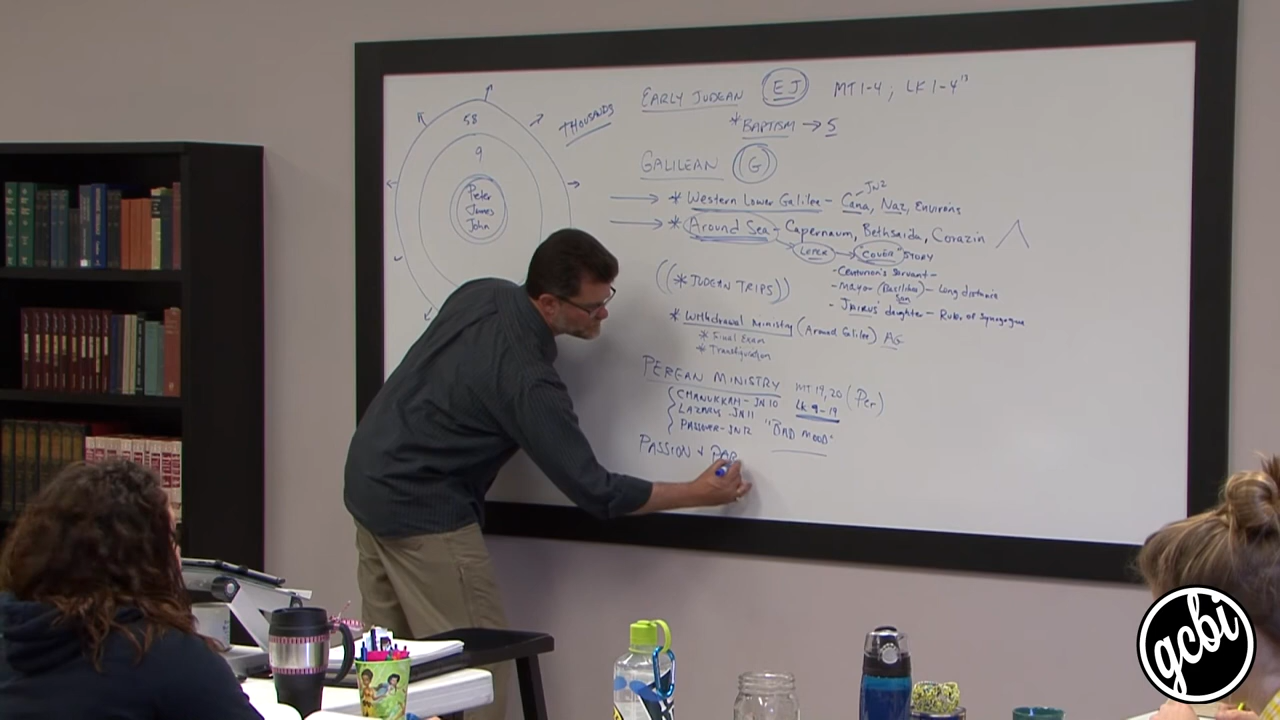 58
9
Peter
James
John
THOUSANDS
EARLY JUDEAN EJ MT 1-4 ; LK 1-4¹³
* BAPTISM → S
GALILEAN G
JN2
→ * Western Lower Galilee - Cana, Naz, Environs
→ * Around Sea - Capernaum, Bethsaida, Corazin
LEPER → "COVER" STORY
- Centurion's Servant -
- Mayor (Basilikos) - Long distance
son
- Jairus' daughter - Ruler of Synagogue
((* JUDEAN TRIPS))
* Withdrawal Ministry (Around Galilee) AG
* Final Exam
* Transfiguration
PEREAN MINISTRY MT 19, 20 (Per)
CHANUKKAH - JN 10 LK 9-19
LAZARUS JN 11
PASSOVER - JN 12 "BAD MOOD"
PASSION + PAR
gcbi